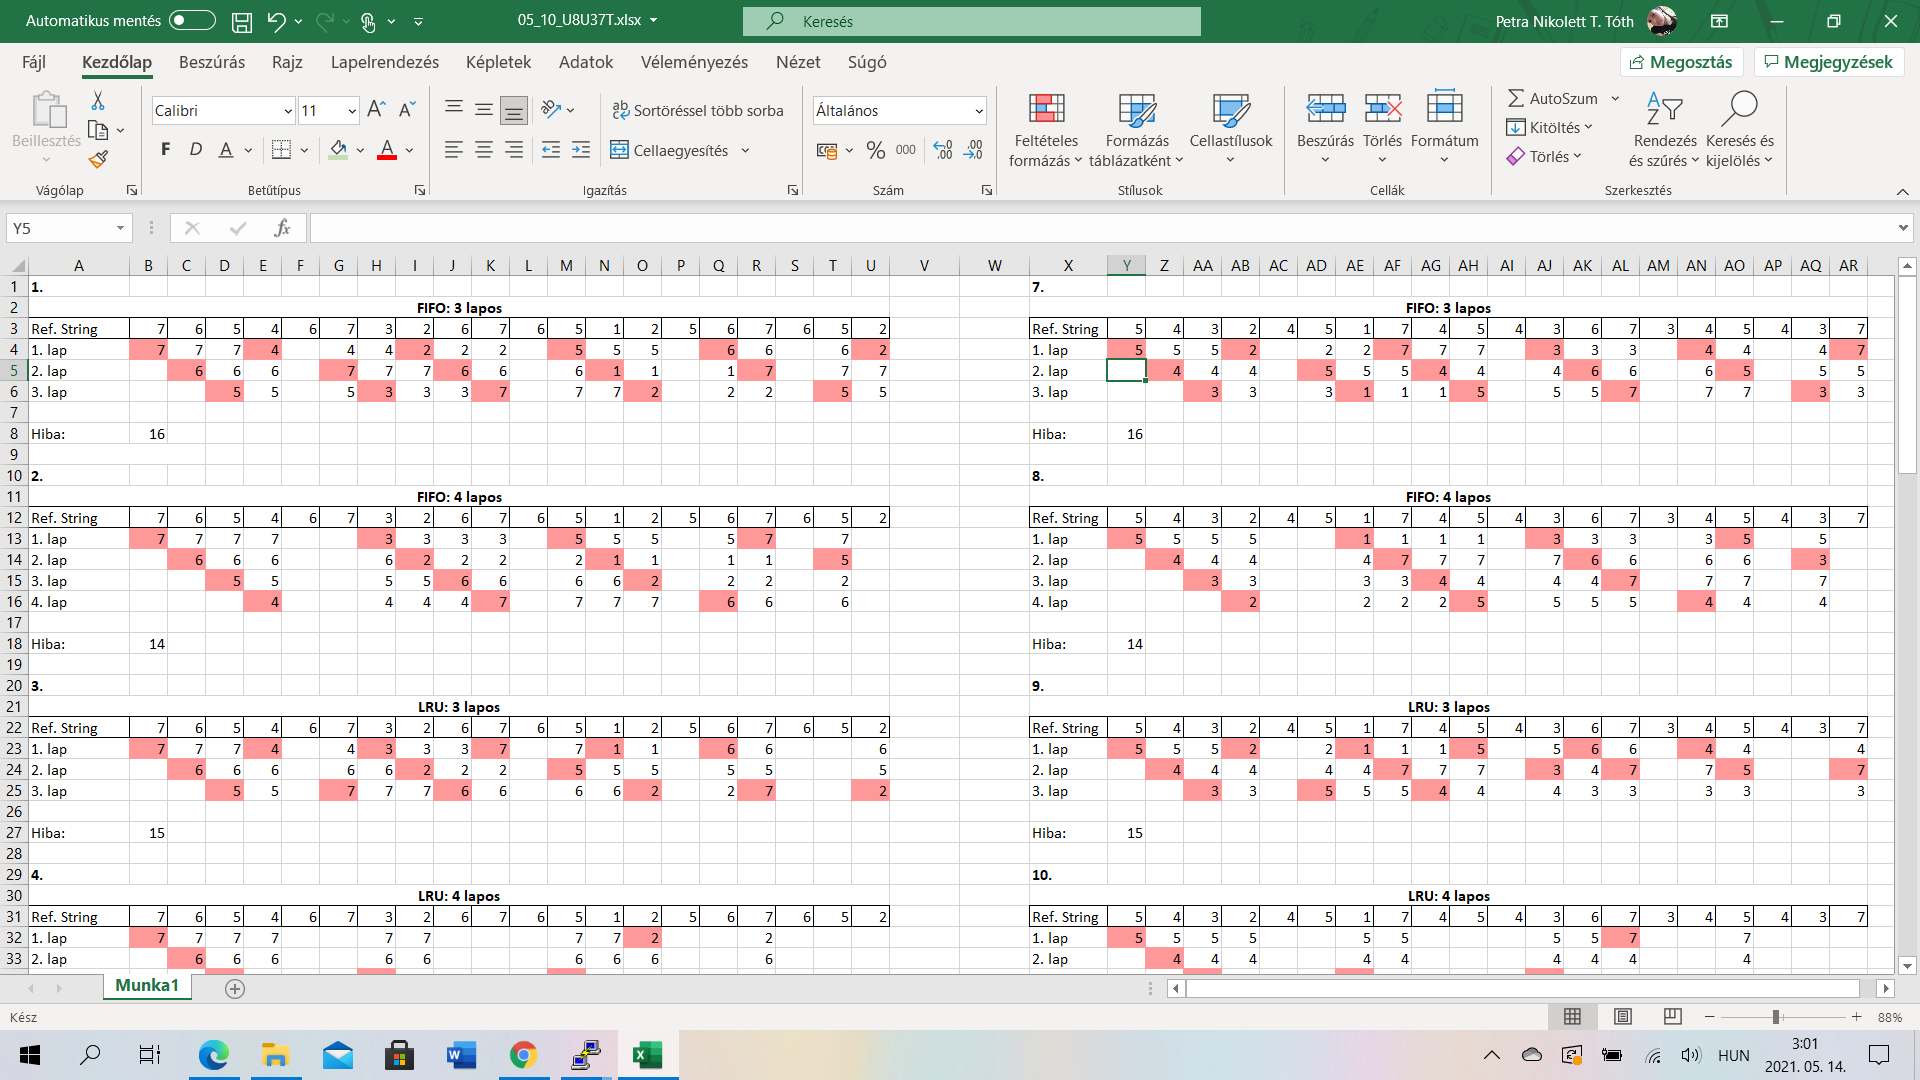 Automatikus mentés
05_10_U8U37T.xlsx
Keresés
Petra Nikolett T. Tóth
Fájl Kezdőlap Beszúrás Rajz Lapelrendezés Képletek Adatok Véleményezés Nézet Súgó
Megosztás Megjegyzések
Beillesztés
Vágólap
Calibri 11
F D A A
Betűtípus
Sortöréssel több sorba
Cellaegyesítés
Igazítás
Általános
% 000
Szám
Feltételes formázás
Formázás táblázatként
Cellastílusok
Stílusok
Beszúrás Törlés Formátum
Cellák
AutoSzum
Kitöltés
Törlés
Rendezés és szűrés
Keresés és kijelölés
Szerkesztés
Y5
fx
A B C D E F G H I J K L M N O P Q R S T U V W X Y Z AA AB AC AD AE AF AG AH AI AJ AK AL AM AN AO AP AQ AR
1 1. 7.
2 FIFO: 3 lapos FIFO: 3 lapos
3 Ref. String 7 6 5 4 6 7 3 2 6 7 6 5 1 2 5 6 7 6 5 2 Ref. String 5 4 3 2 4 5 1 7 4 5 4 3 6 7 3 4 5 4 3 7
4 1. lap 7 7 7 4 4 4 2 2 2 5 5 5 6 6 6 2 1. lap 5 5 5 2 2 2 7 7 7 3 3 3 4 4 4 7
5 2. lap 6 6 6 7 7 7 6 6 6 1 1 1 7 7 7 2. lap 4 4 4 5 5 5 4 4 4 6 6 6 5 5 5
6 3. lap 5 5 5 3 3 3 7 7 7 2 2 2 5 5 3. lap 3 3 3 1 1 1 5 5 5 7 7 7 3 3
7
8 Hiba: 16 Hiba: 16
9
10 2. 8.
11 FIFO: 4 lapos FIFO: 4 lapos
12 Ref. String 7 6 5 4 6 7 3 2 6 7 6 5 1 2 5 6 7 6 5 2 Ref. String 5 4 3 2 4 5 1 7 4 5 4 3 6 7 3 4 5 4 3 7
13 1. lap 7 7 7 7 3 3 3 3 5 5 5 5 7 7 1. lap 5 5 5 5 1 1 1 1 3 3 3 3 5 5
14 2. lap 6 6 6 6 2 2 2 2 1 1 1 1 5 2. lap 4 4 4 4 7 7 7 7 6 6 6 6 3
15 3. lap 5 5 5 5 6 6 6 6 2 2 2 2 3. lap 3 3 3 3 4 4 4 4 7 7 7 7
16 4. lap 4 4 4 4 7 7 7 7 6 6 6 4. lap 2 2 2 2 5 5 5 5 4 4 4
17
18 Hiba: 14 Hiba: 14
19
20 3. 9.
21 LRU: 3 lapos LRU: 3 lapos
22 Ref. String 7 6 5 4 6 7 3 2 6 7 6 5 1 2 5 6 7 6 5 2 Ref. String 5 4 3 2 4 5 1 7 4 5 4 3 6 7 3 4 5 4 3 7
23 1. lap 7 7 7 4 4 3 3 3 7 7 1 1 6 6 6 1. lap 5 5 5 2 2 1 1 1 5 5 6 6 4 4 4
24 2. lap 6 6 6 6 6 2 2 2 5 5 5 5 5 5 2. lap 4 4 4 4 4 7 7 7 3 4 7 7 5 7
25 3. lap 5 5 7 7 7 6 6 6 6 2 2 7 2 3. lap 3 3 5 5 5 4 4 4 3 3 3 3 3
26
27 Hiba: 15 Hiba: 15
28
29 4. 10.
30 LRU: 4 lapos LRU: 4 lapos
31 Ref. String 7 6 5 4 6 7 3 2 6 7 6 5 1 2 5 6 7 6 5 2 Ref. String 5 4 3 2 4 5 1 7 4 5 4 3 6 7 3 4 5 4 3 7
32 1. lap 7 7 7 7 7 7 7 7 2 2 1. lap 5 5 5 5 5 5 5 5 7 7
33 2. lap 6 6 6 6 6 6 6 6 6 2. lap 4 4 4 4 4 4 4 4 4
Munka1
Kész
88%
HUN
3:01
2021. 05. 14.